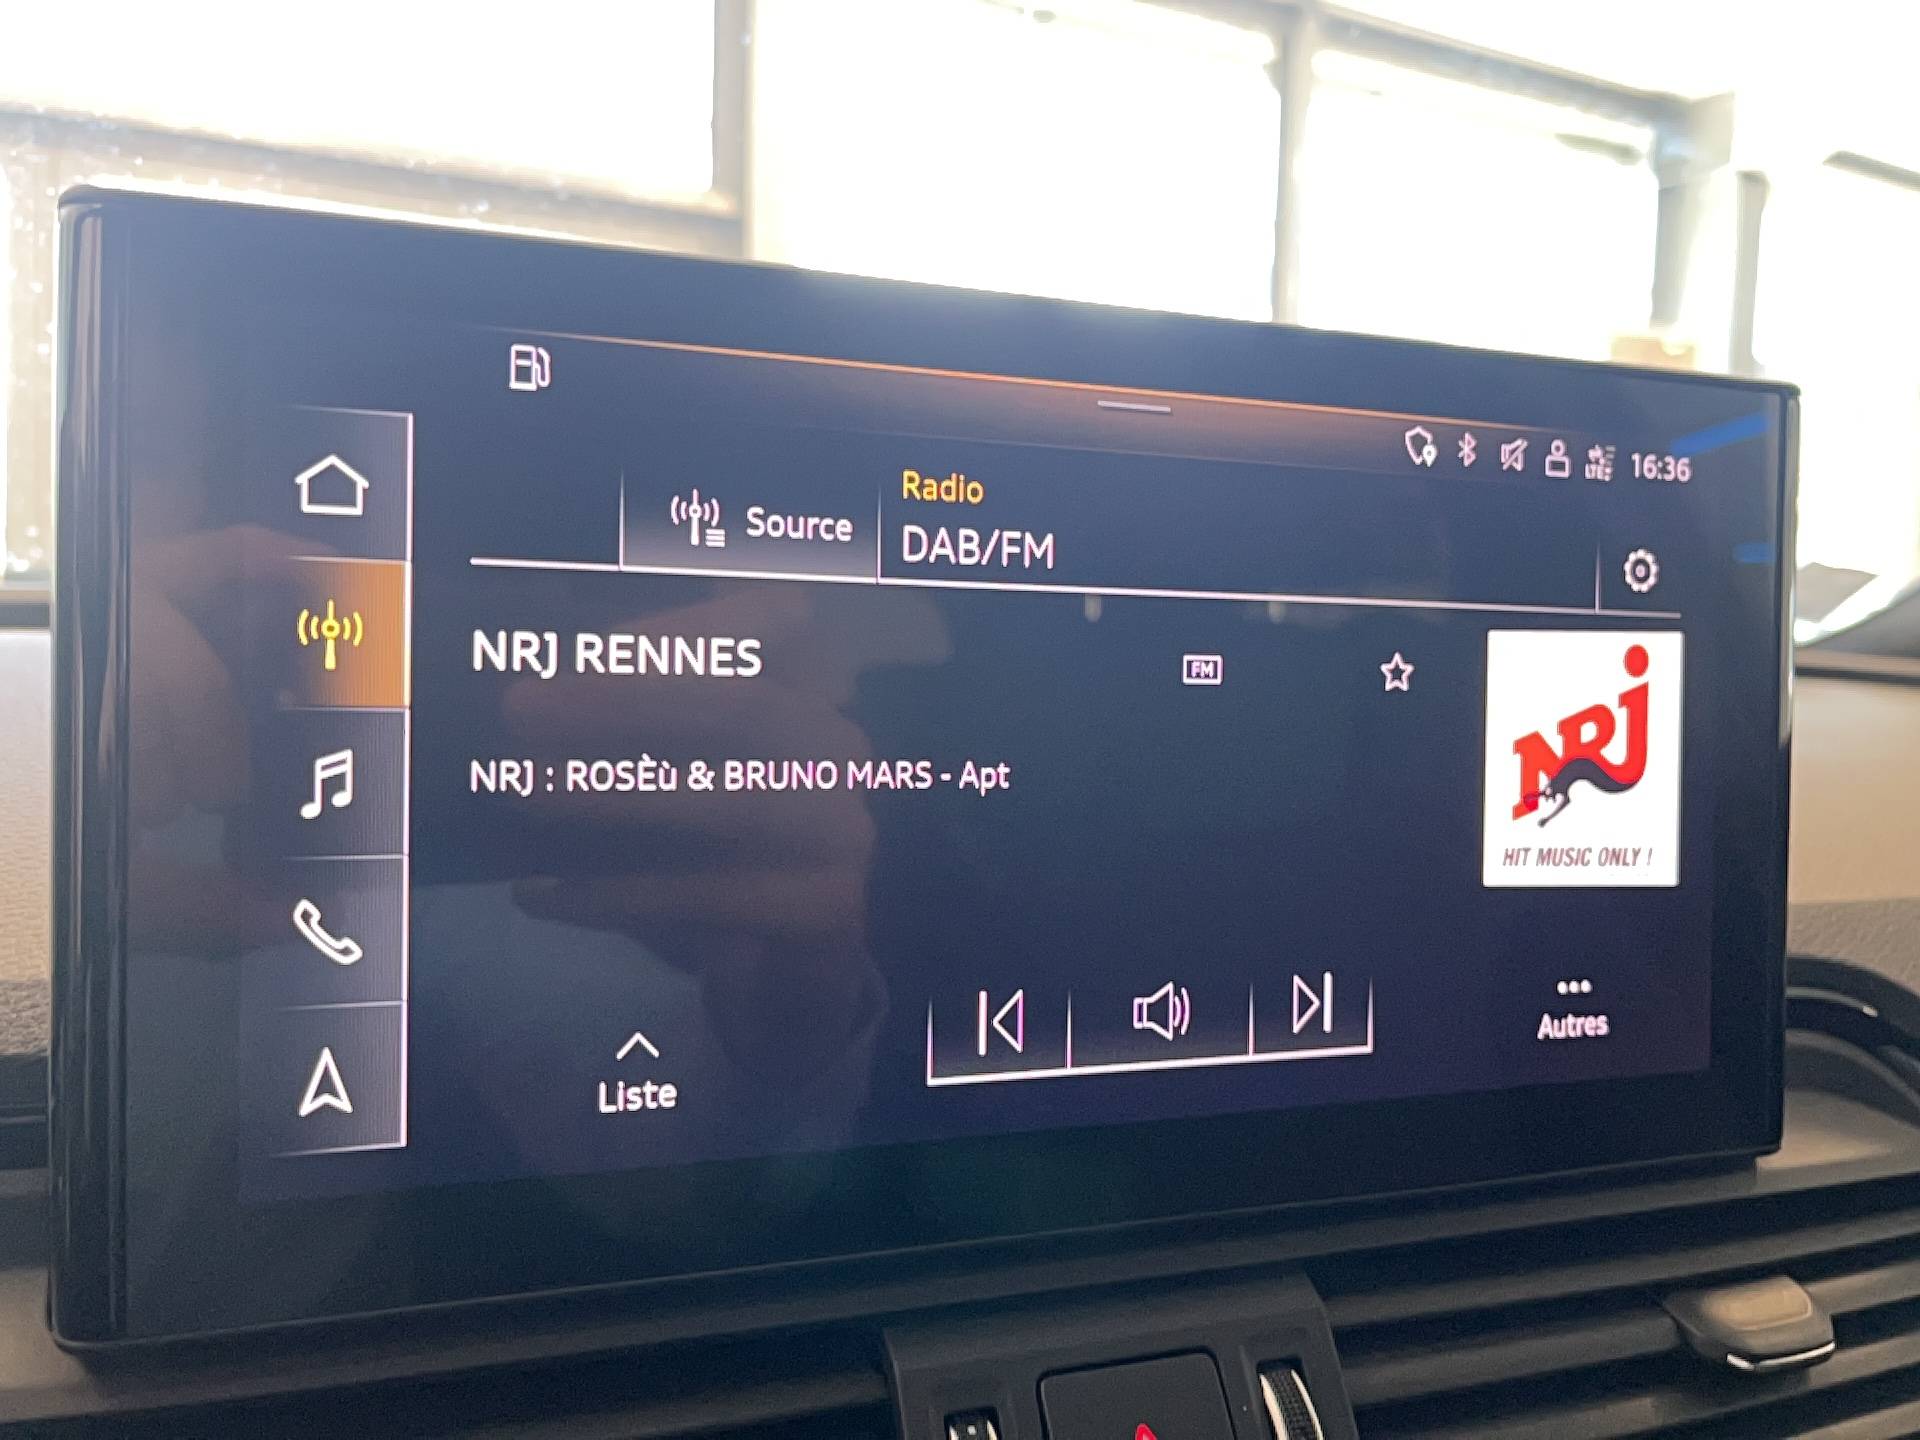 LTE+
16:36
Source
Radio
DAB/FM
NRJ RENNES
FM
NRJ : ROSÈù & BRUNO MARS - Apt
NRJ
HIT MUSIC ONLY !
Liste
Autres